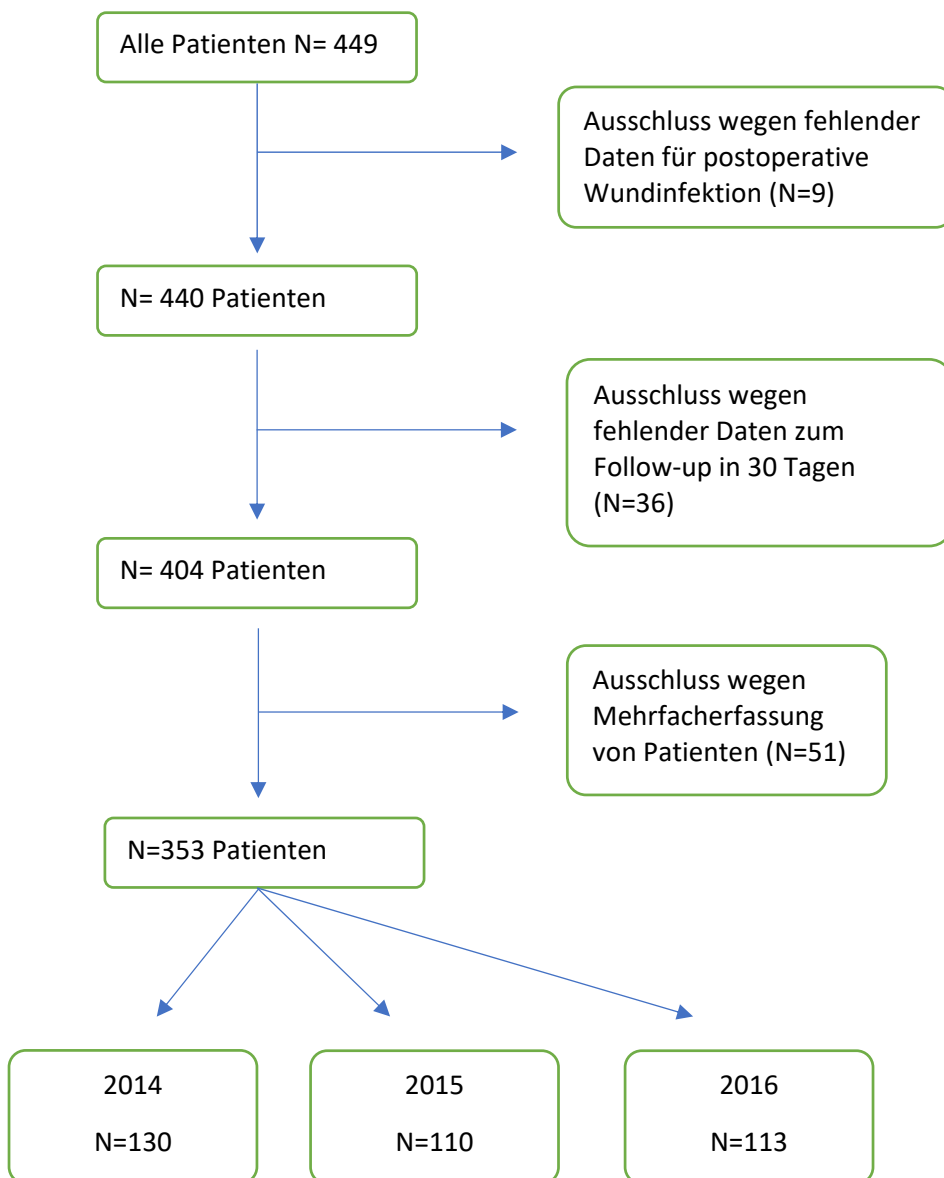 Alle Patienten N= 449
Ausschluss wegen fehlender
Daten für postoperative
Wundinfektion (N=9)
N= 440 Patienten
Ausschluss wegen
fehlender Daten zum
Follow-up in 30 Tagen
(N=36)
N= 404 Patienten
Ausschluss wegen
Mehrfacherfassung
von Patienten (N=51)
N=353 Patienten
2014
N=130
2015
N=110
2016
N=113